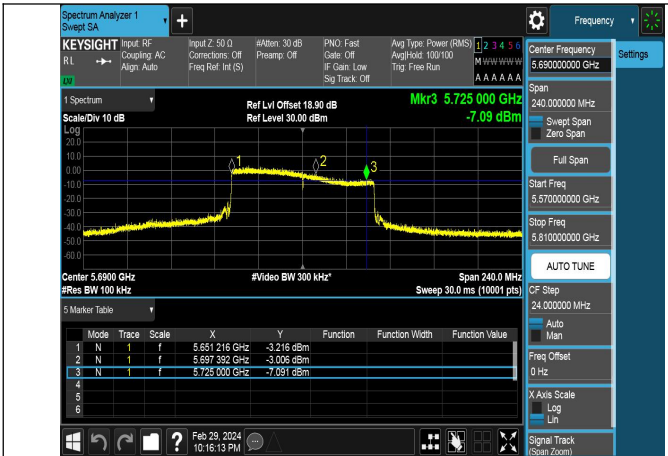 Spectrum Analyzer 1
Swept SA
+
Frequency
KEYSIGHT
Input: RF
Input Z: 50 Ω
#Atten: 30 dB
PNO: Fast
Avg Type: Power (RMS)
1 2 3 4 5 6
RL
Coupling: AC
Corrections: Off
Preamp: Off
Gate: Off
Avg|Hold: 100/100
M W W W W W
Align: Auto
Freq Ref: Int (S)
IF Gain: Low
Trig: Free Run
Sig Track: Off
A A A A A A
LXI
1 Spectrum
Ref Lvl Offset 18.90 dB
Mkr3 5.725 000 GHz
Scale/Div 10 dB
Ref Level 30.00 dBm
-7.09 dBm
Log
20.0
10.0
0.00
-10.0
-20.0
-30.0
-40.0
-50.0
-60.0
1
2
3
Center 5.6900 GHz
#Video BW 300 kHz*
Span 240.0 MHz
#Res BW 100 kHz
Sweep 30.0 ms (10001 pts)
5 Marker Table
Mode Trace Scale X Y Function Function Width Function Value
1 N 1 f 5.651 216 GHz -3.216 dBm
2 N 1 f 5.697 392 GHz -3.006 dBm
3 N 1 f 5.725 000 GHz -7.091 dBm
4
5
6
?
Feb 29, 2024
10:16:13 PM
Center Frequency
5.690000000 GHz
Settings
Span
240.000000 MHz
Swept Span
Zero Span
Full Span
Start Freq
5.570000000 GHz
Stop Freq
5.810000000 GHz
AUTO TUNE
CF Step
24.000000 MHz
Auto
Man
Freq Offset
0 Hz
X Axis Scale
Log
Lin
Signal Track
(Span Zoom)